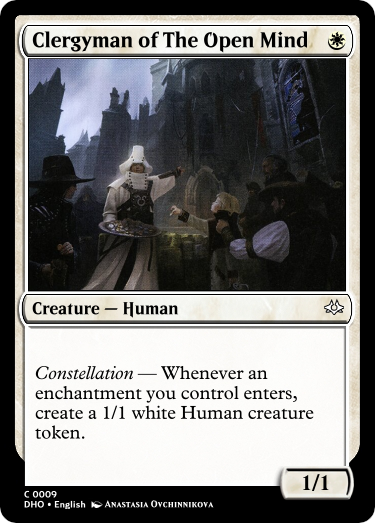 Clergyman of The Open Mind
Creature — Human
Constellation — Whenever an
enchantment you control enters,
create a 1/1 white Human creature
token.
1/1
C 0009
DHO • English Anastasia Ovchinnikova